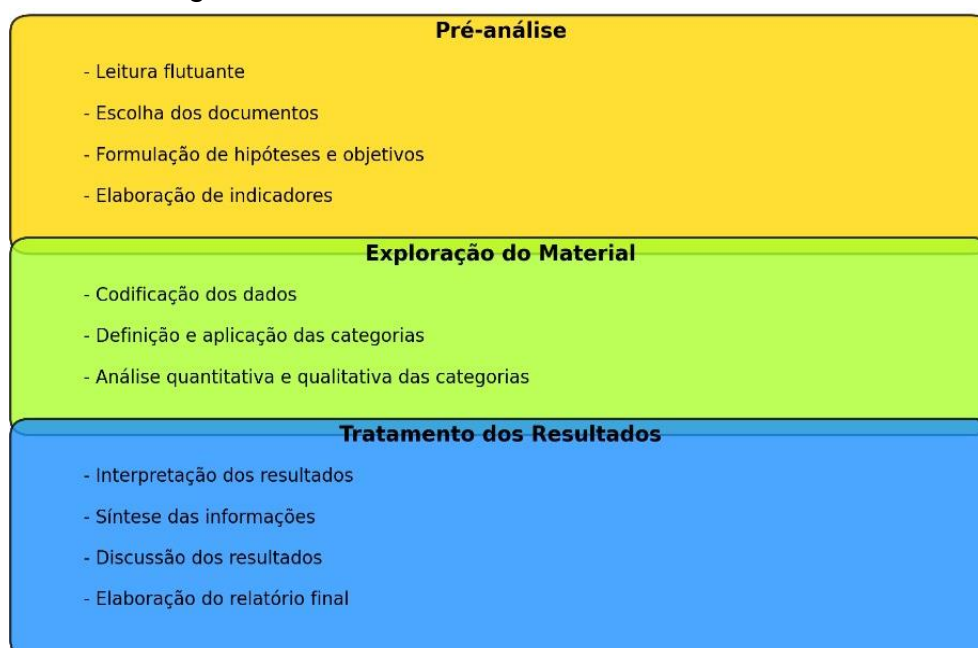 Pré-análise
- Leitura flutuante
- Escolha dos documentos
- Formulação de hipóteses e objetivos
- Elaboração de indicadores
Exploração do Material
- Codificação dos dados
- Definição e aplicação das categorias
- Análise quantitativa e qualitativa das categorias
Tratamento dos Resultados
- Interpretação dos resultados
- Síntese das informações
- Discussão dos resultados
- Elaboração do relatório final